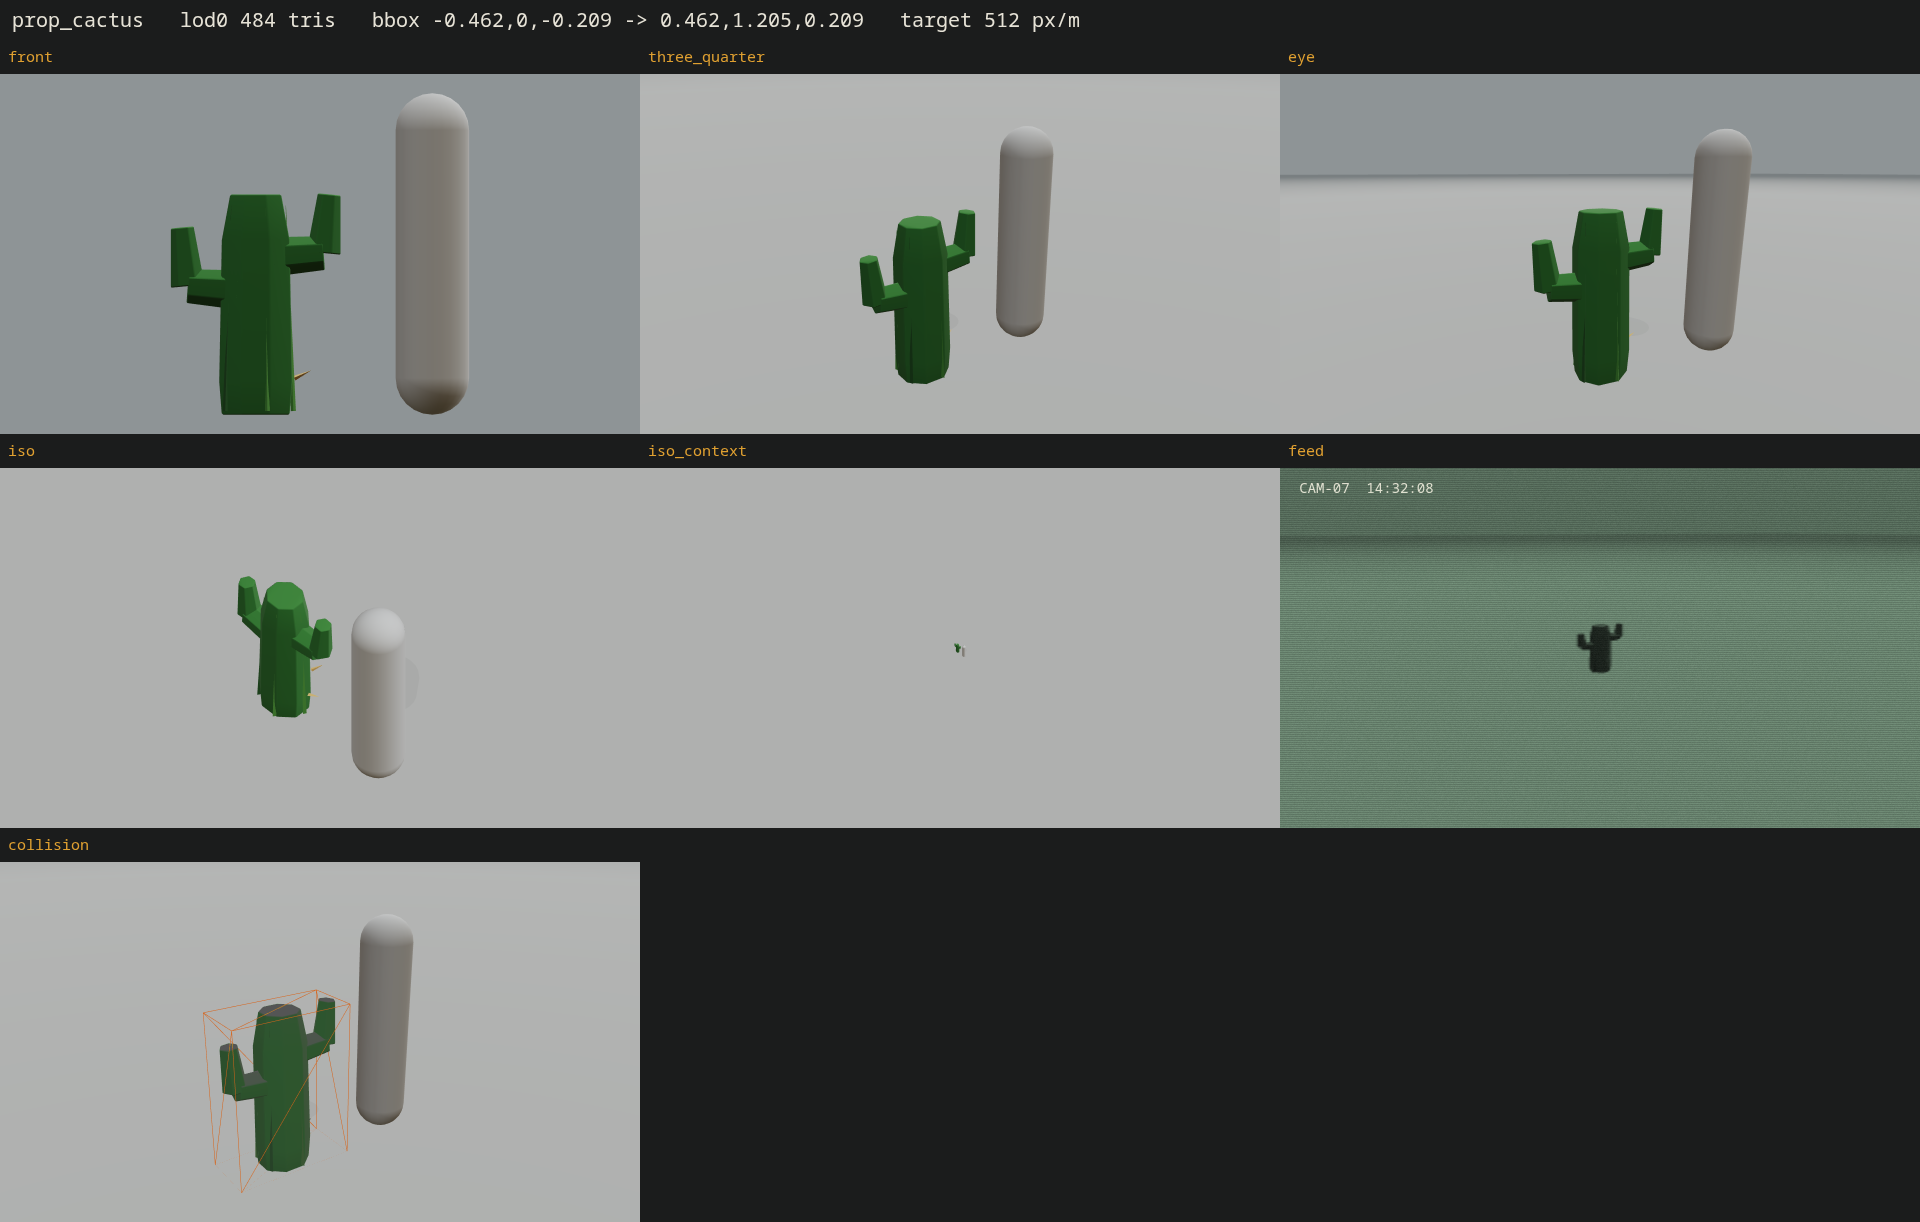 prop_cactus   lod0 484 tris   bbox -0.462,0,-0.209 -> 0.462,1.205,0.209   target 512 px/m
front
three_quarter
eye
iso
iso_context
feed
CAM-07  14:32:08
collision